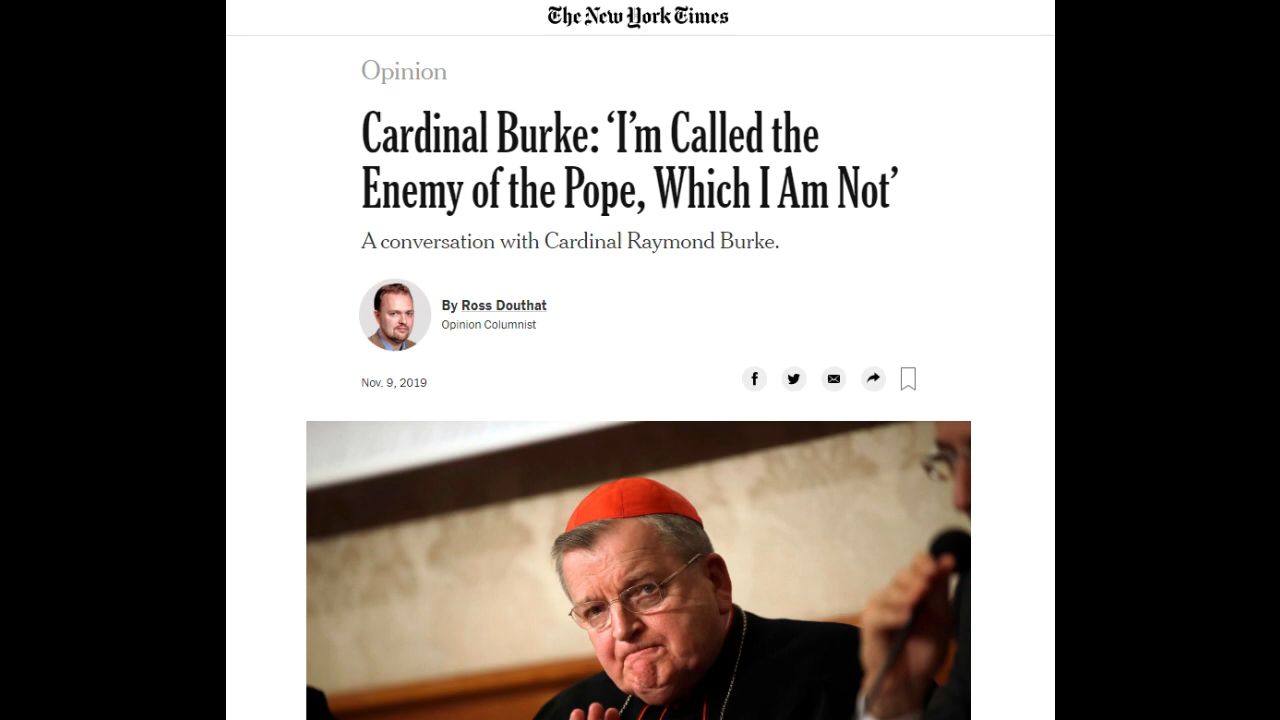 The New York Times
Opinion
Cardinal Burke: ‘I’m Called the
Enemy of the Pope, Which I Am Not’
A conversation with Cardinal Raymond Burke.
By Ross Douthat
Opinion Columnist
Nov. 9, 2019